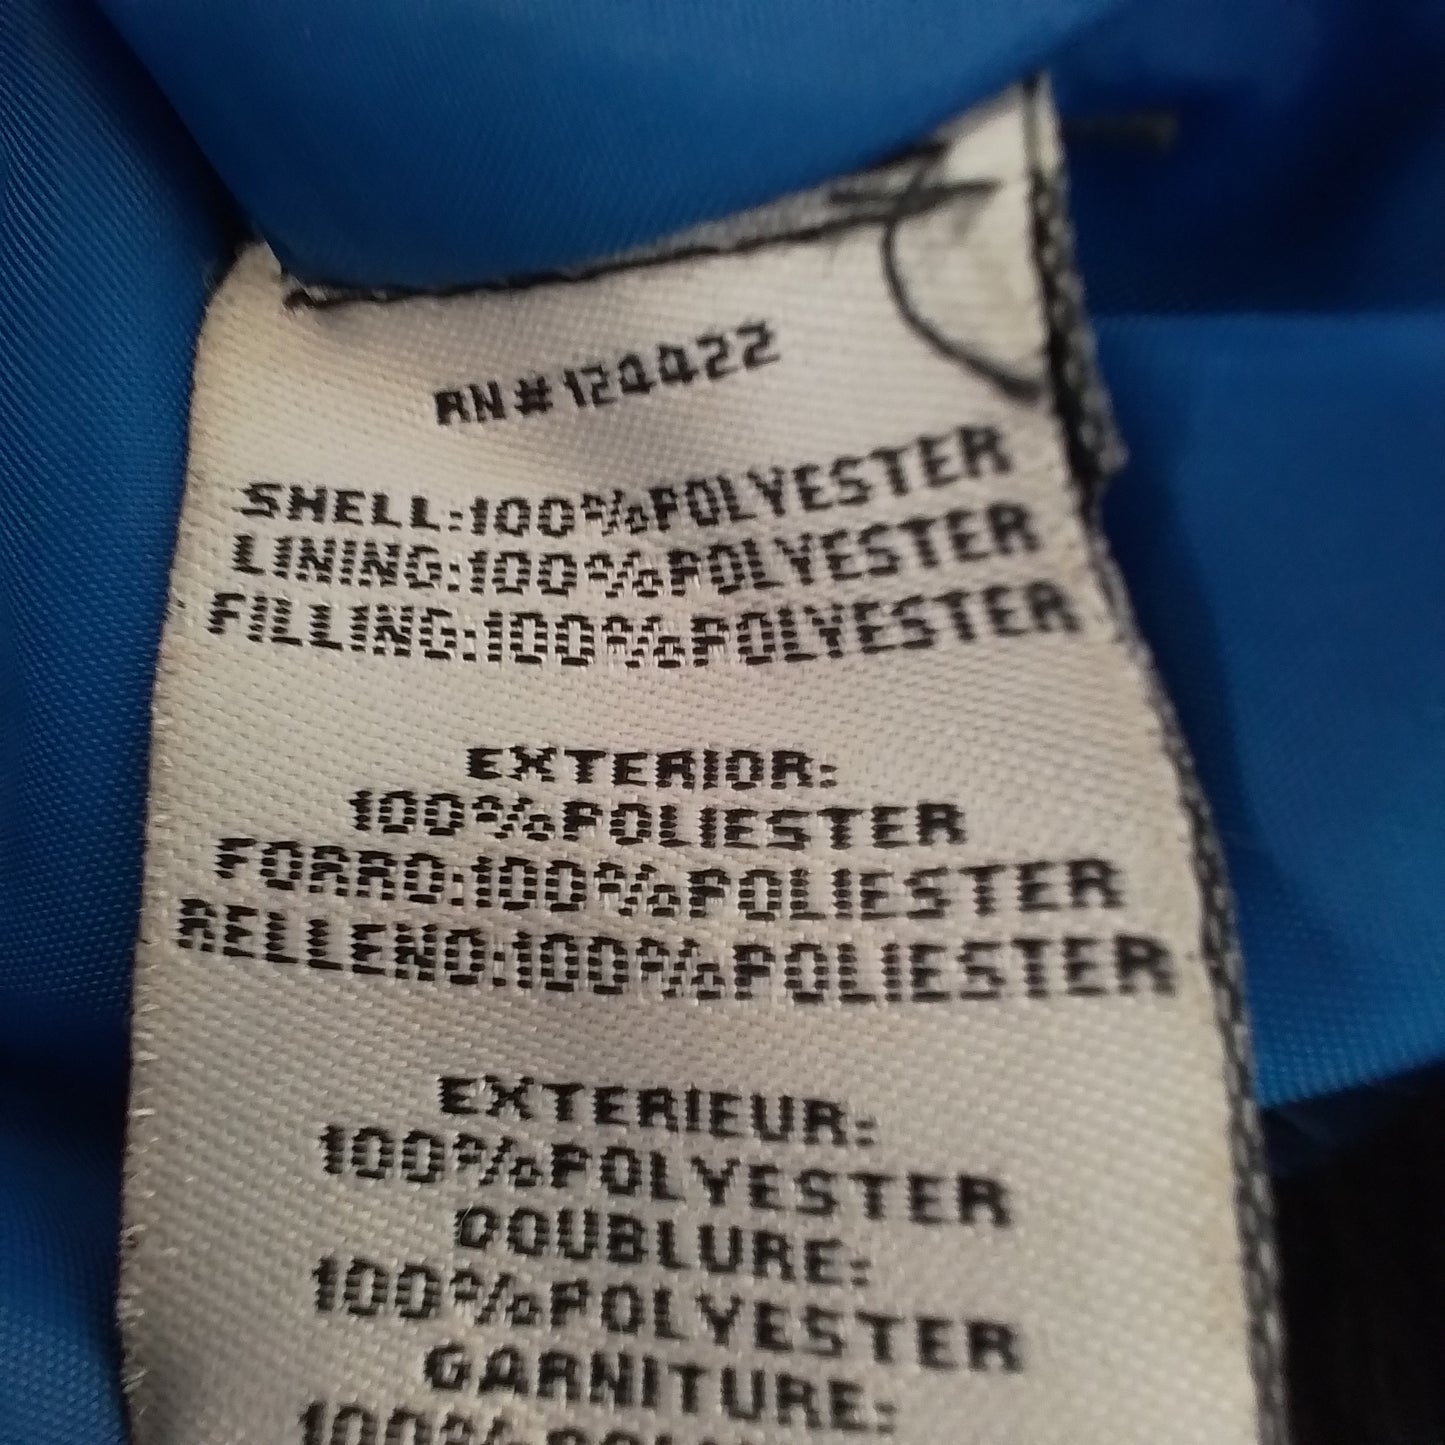 RN#124422
SHELL:100%POLYESTER
LINING:100%POLYESTER
FILLING:100%POLYESTER
EXTERIOR:
100%POLIESTER
FORRO:100%POLIESTER
RELLENO:100%POLIESTER
EXTERIEUR:
100%POLYESTER
DOUBLURE:
100%POLYESTER
GARNITURE:
100%